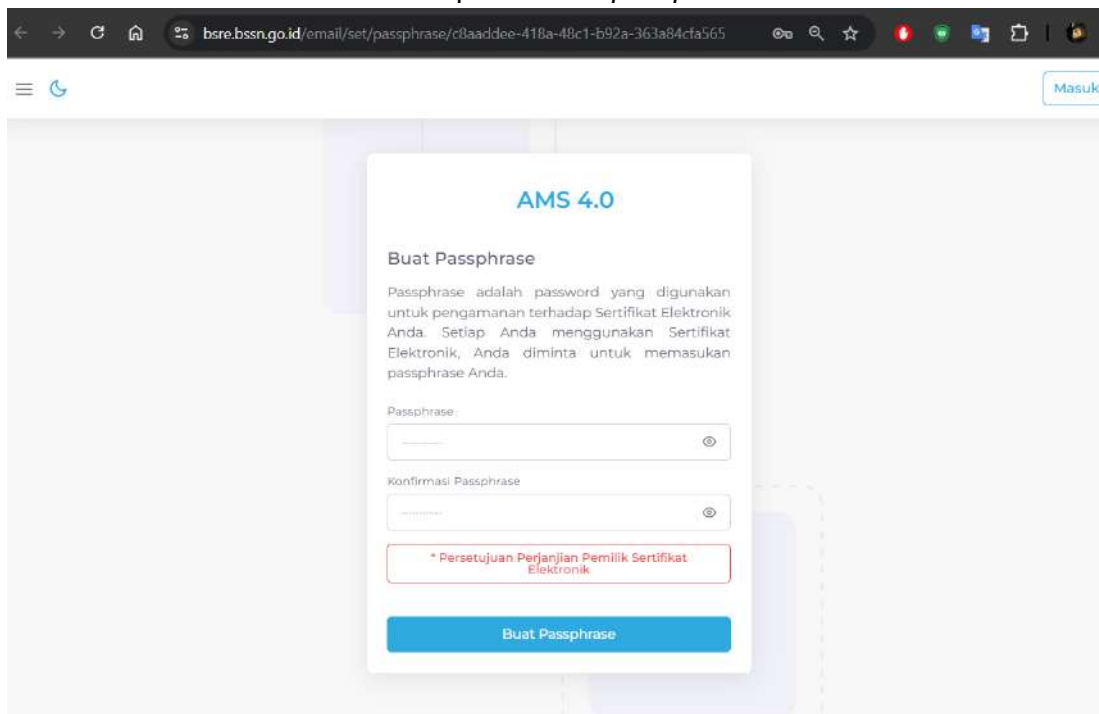 bsre.bssn.go.id/email/set/passphrase/c8aaddee-418a-48c1-b92a-363a84cfa565
Masuk
AMS 4.0
Buat Passphrase
Passphrase adalah password yang digunakan
untuk pengamanan terhadap Sertifikat Elektronik
Anda. Setiap Anda menggunakan Sertifikat
Elektronik, Anda diminta untuk memasukan
passphrase Anda.
Passphrase
Konfirmasi Passphrase
* Persetujuan Perjanjian Pemilik Sertifikat
Elektronik
Buat Passphrase